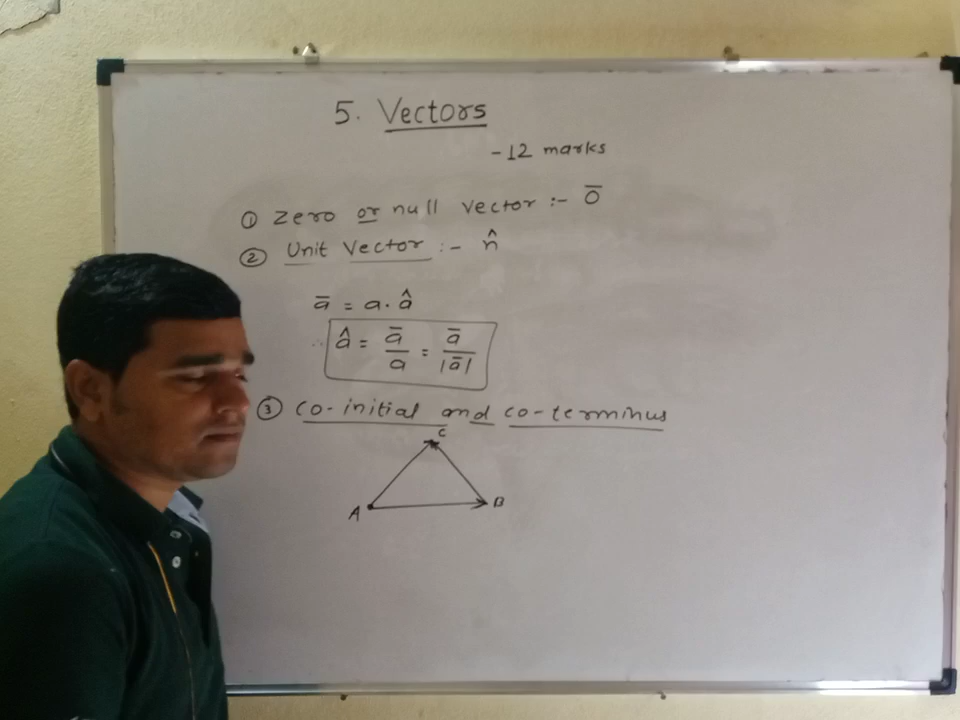 5. Vectors
-12 marks
① Zero or null vector :- 0̅
② Unit Vector :- n̂
a̅ = a. â
∴ â = a̅/a = a̅/|a̅|
③ Co-initial and co-terminus
C
A
B